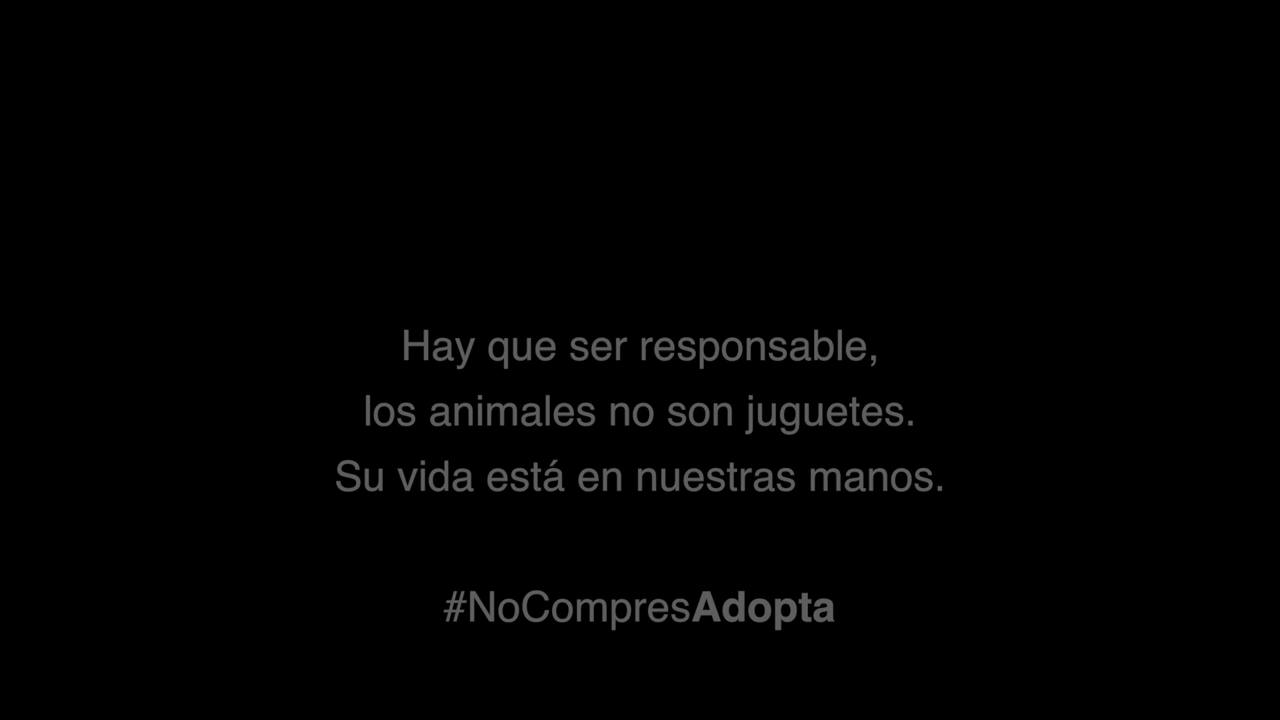 Hay que ser responsable,
los animales no son juguetes.
Su vida está en nuestras manos.
#NoCompresAdopta